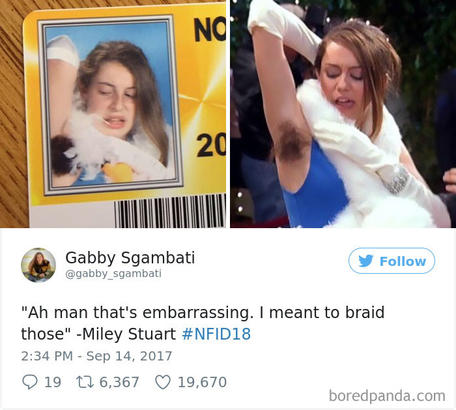 NO
20
Gabby Sgambati
@gabby_sgambati
Follow
"Ah man that's embarrassing. I meant to braid
those" -Miley Stuart #NFID18
2:34 PM - Sep 14, 2017
19 6,367 19,670
boredpanda.com